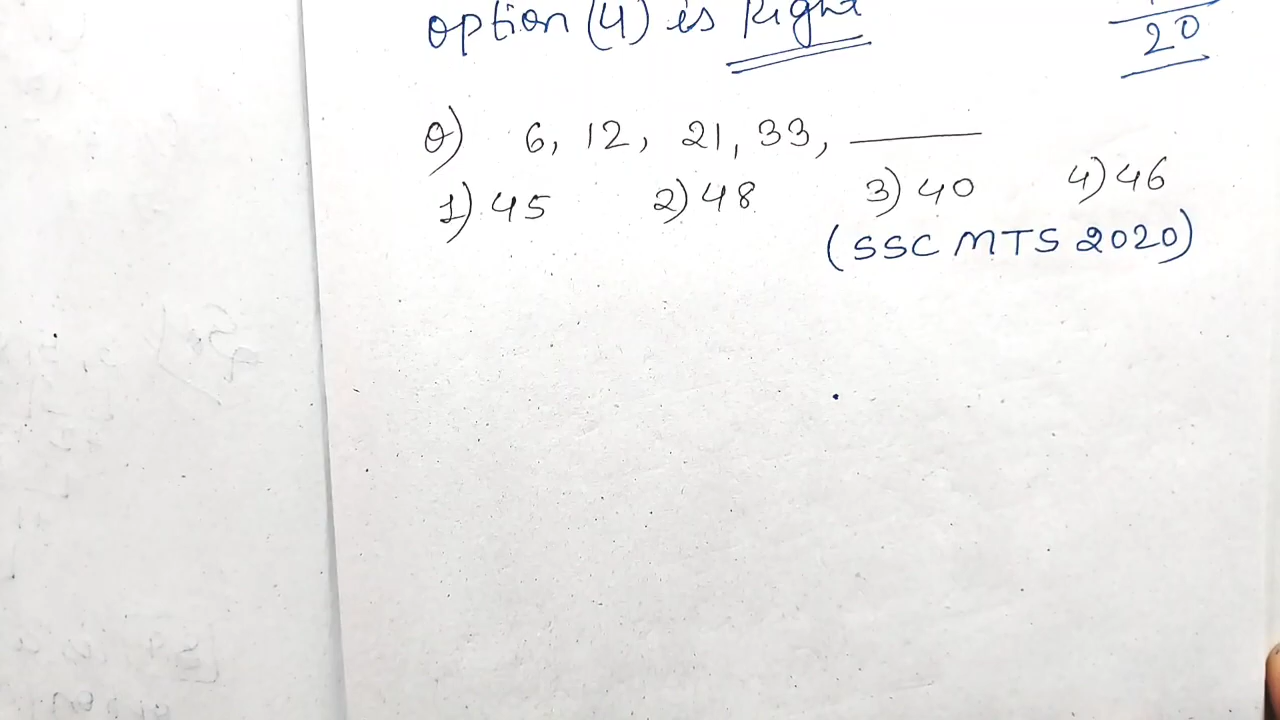 option (4) is Right
20
Q) 6, 12, 21, 33, ______
1) 45 2) 48 3) 40 4) 46
(SSC MTS 2020)